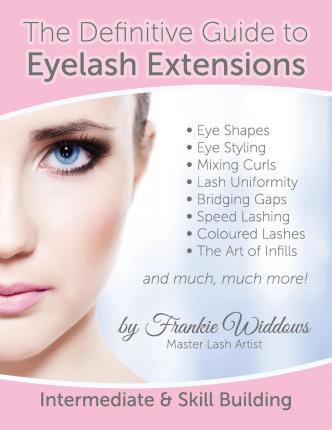 The Definitive Guide to
Eyelash Extensions
• Eye Shapes
• Eye Styling
• Mixing Curls
• Lash Uniformity
• Bridging Gaps
• Speed Lashing
• Coloured Lashes
• The Art of Infills
and much, much more!
by Frankie Widdows
Master Lash Artist
Intermediate & Skill Building